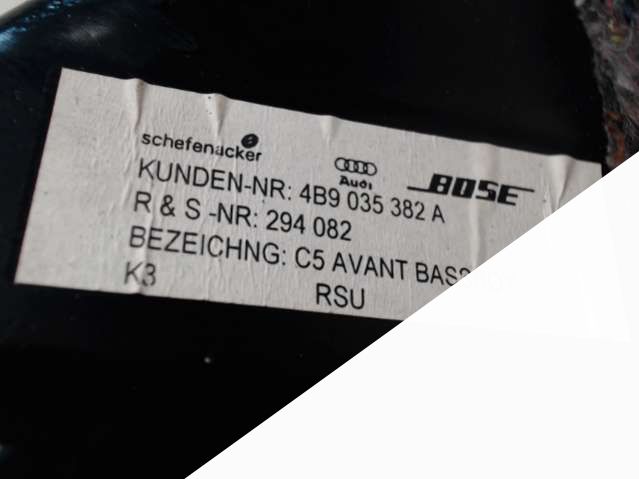 schefenacker
Audi
BOSE
KUNDEN-NR: 4B9 035 382 A
R & S -NR: 294 082
BEZEICHNG: C5 AVANT
K3 RSU